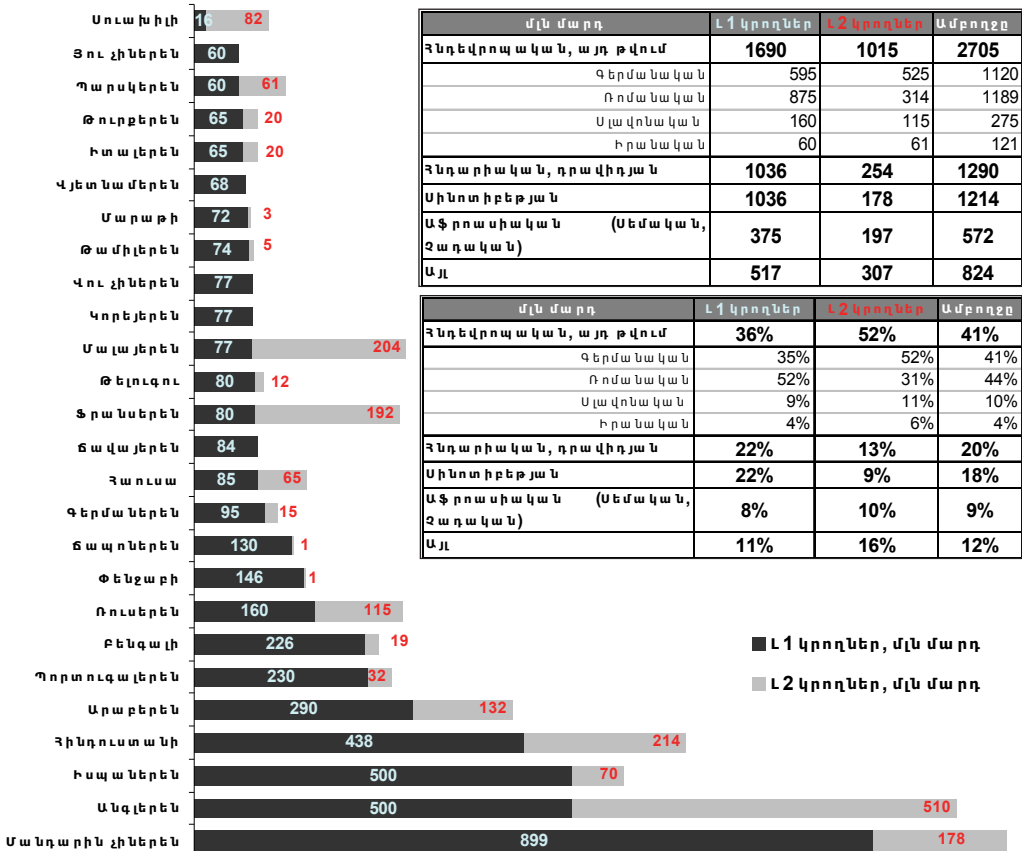 Սուահիլի 16 82
Յու չիներեն 60
Պարսկերեն 60 61
Թուրքերեն 65 20
Իտալերեն 65 20
Վյետնամերեն 68
Մարաթի 72 3
Թամիլերեն 74 5
Վու չիներեն 77
Կորեյերեն 77
Մալայերեն 77 204
Թելուգու 80 12
Ֆրանսերեն 80 192
Ճավայերեն 84
Հաուսա 85 65
Գերմաներեն 95 15
Ճապոներեն 130 1
Փենջաբի 146 1
Ռուսերեն 160 115
Բենգալի 226 19
Պորտուգալերեն 230 32
Արաբերեն 290 132
Հինդուստանի 438 214
Իսպաներեն 500 70
Անգլերեն 500 510
Մանդարին չիներեն 899 178
մլն մարդ Լ1 կրողներ Լ2 կրողներ Ամբողջը
Հնդեվրոպական, այդ թվում 1690 1015 2705
Գերմանական 595 525 1120
Ռոմանական 875 314 1189
Սլավոնական 160 115 275
Իրանական 60 61 121
Հնդարիական, դրավիդյան 1036 254 1290
Սինոտիբեթյան 1036 178 1214
Աֆրոասիական (Սեմական,
Չադական) 375 197 572
Այլ 517 307 824
մլն մարդ Լ1 կրողներ Լ2 կրողներ Ամբողջը
Հնդեվրոպական, այդ թվում 36% 52% 41%
Գերմանական 35% 52% 41%
Ռոմանական 52% 31% 44%
Սլավոնական 9% 11% 10%
Իրանական 4% 6% 4%
Հնդարիական, դրավիդյան 22% 13% 20%
Սինոտիբեթյան 22% 9% 18%
Աֆրոասիական (Սեմական,
Չադական) 8% 10% 9%
Այլ 11% 16% 12%
Լ1 կրողներ, մլն մարդ
Լ2 կրողներ, մլն մարդ